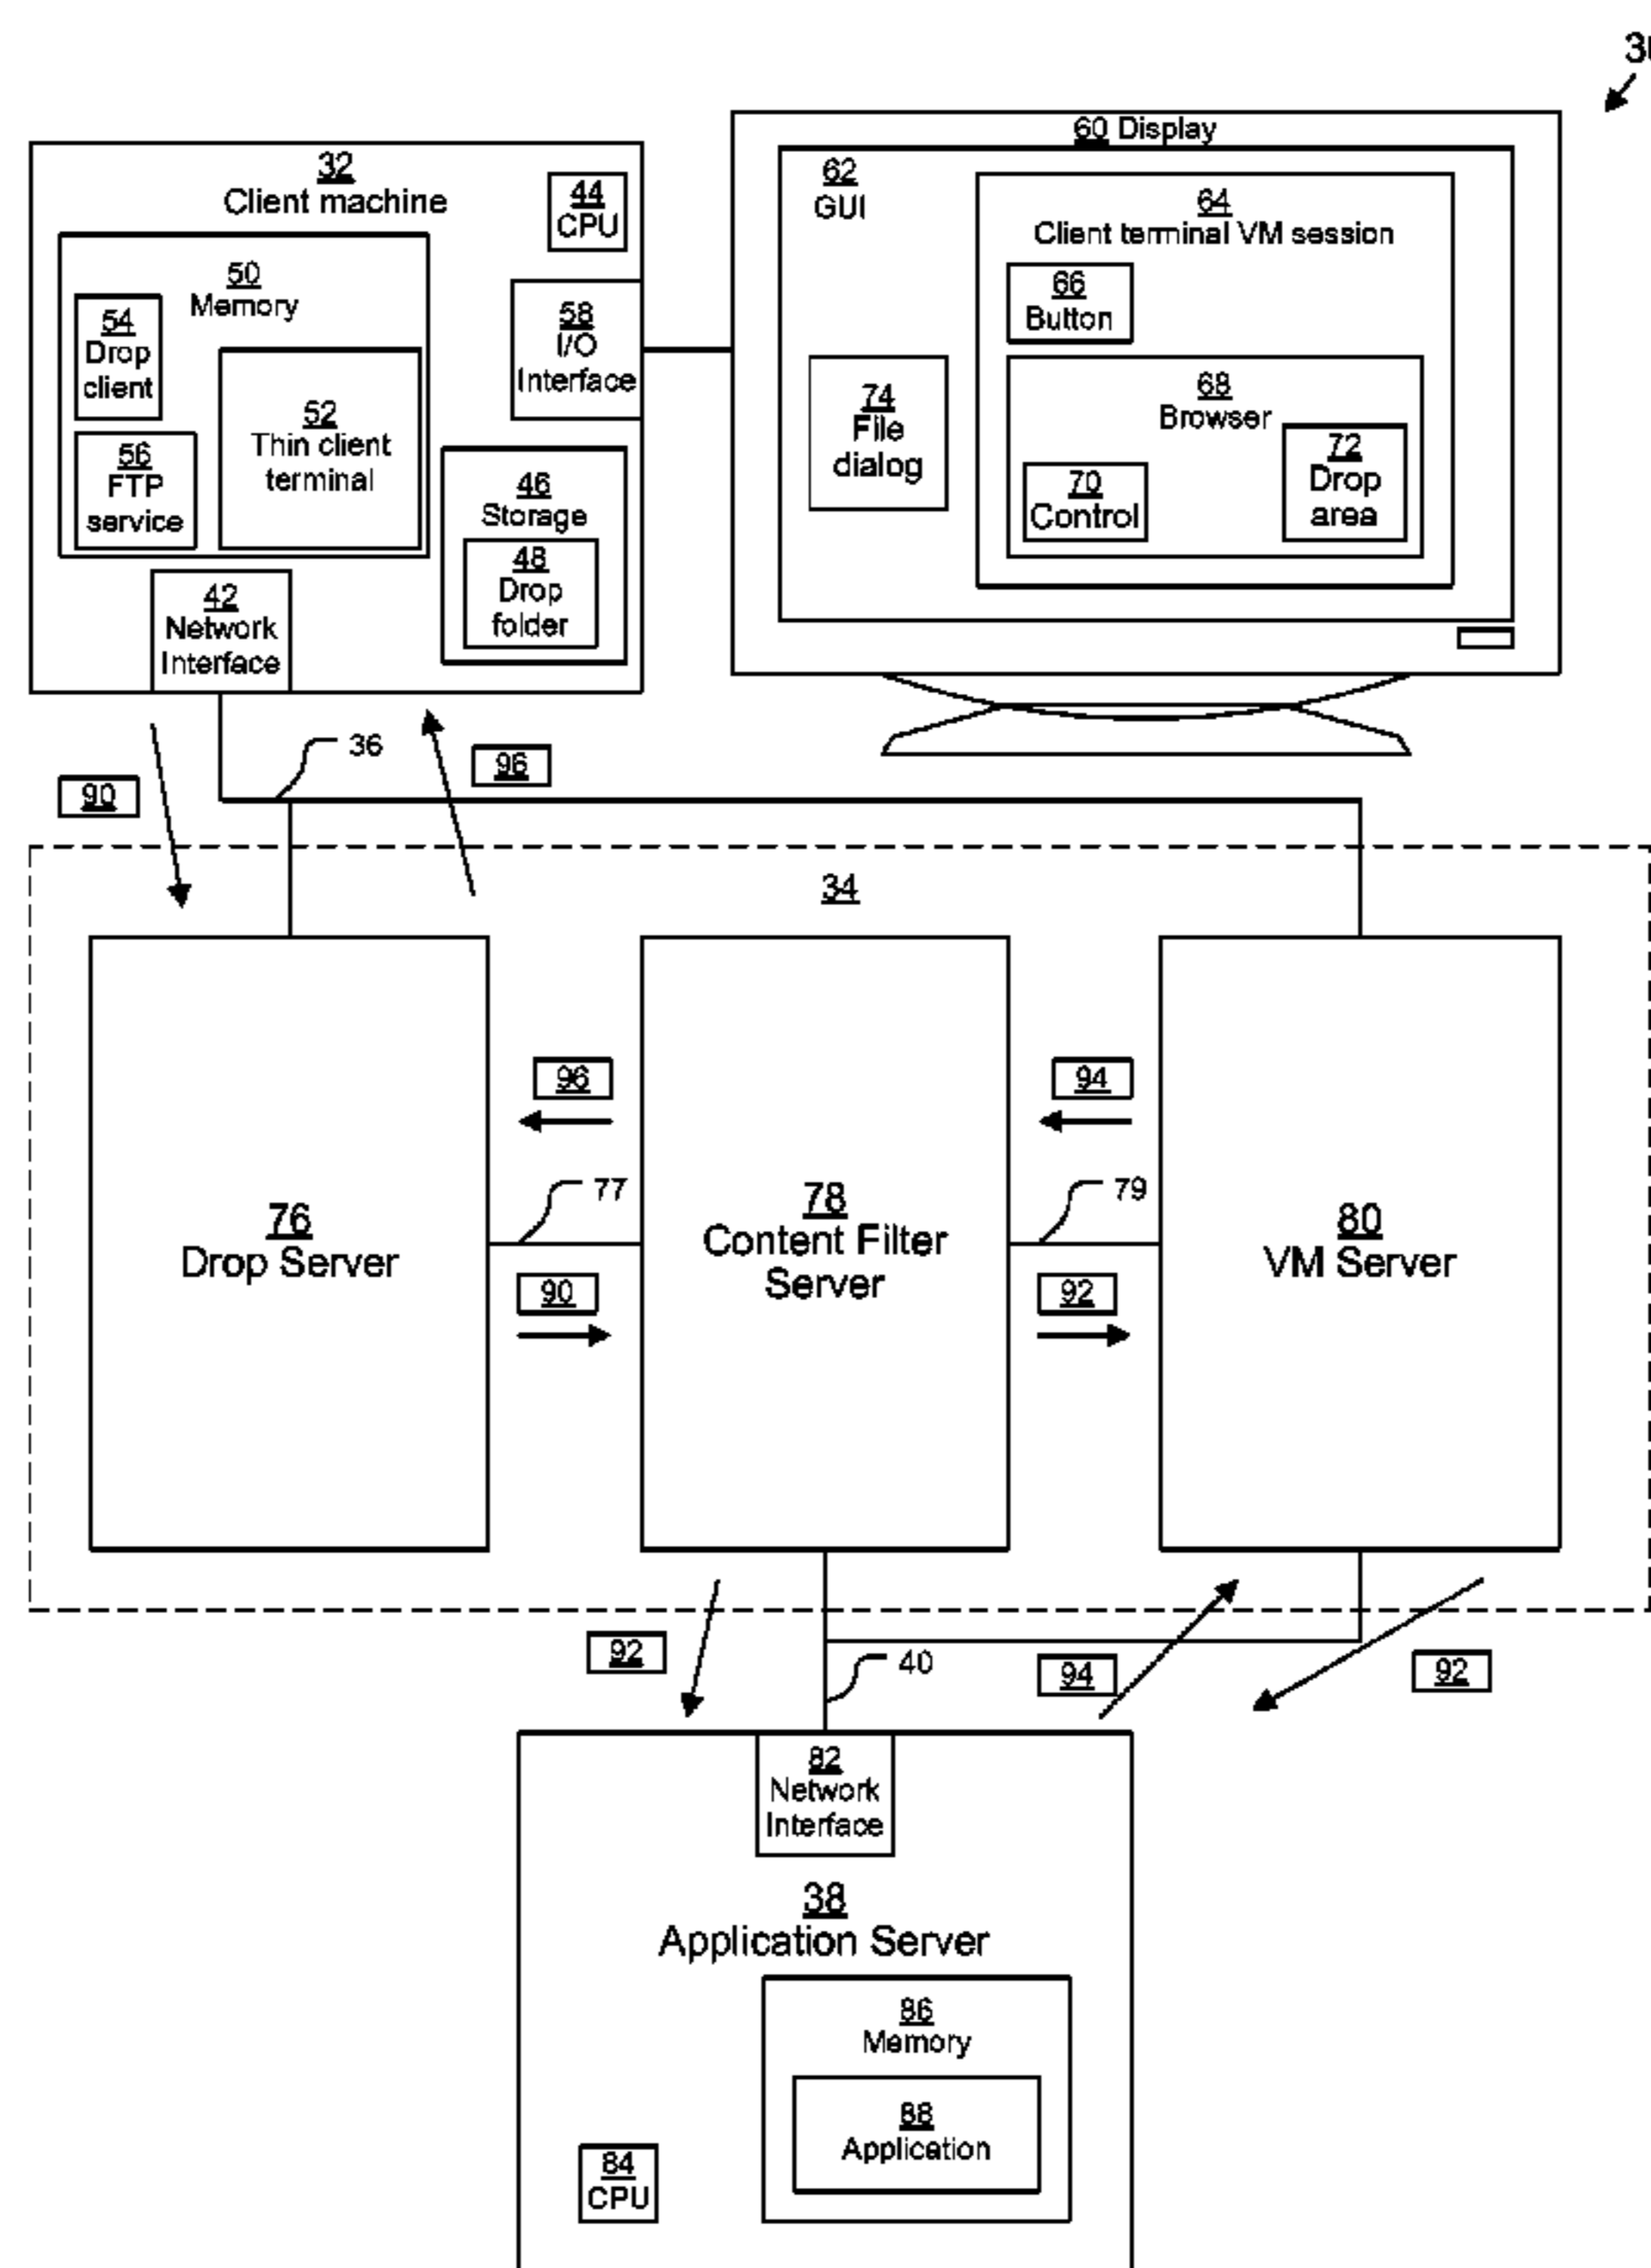 60 Display
32
Client machine
44
CPU
50
Memory
54
Drop
client
52
Thin client
terminal
56
FTP
service
58
I/O
Interface
46
Storage
48
Drop
folder
42
Network
Interface
62
GUI
64
Client terminal VM session
66
Button
74
File
dialog
68
Browser
70
Control
72
Drop
area
36
90
96
34
96
94
76
Drop Server
77
78
Content Filter
Server
79
80
VM Server
90
92
92
40
94
92
82
Network
Interface
38
Application Server
86
Memory
88
Application
84
CPU